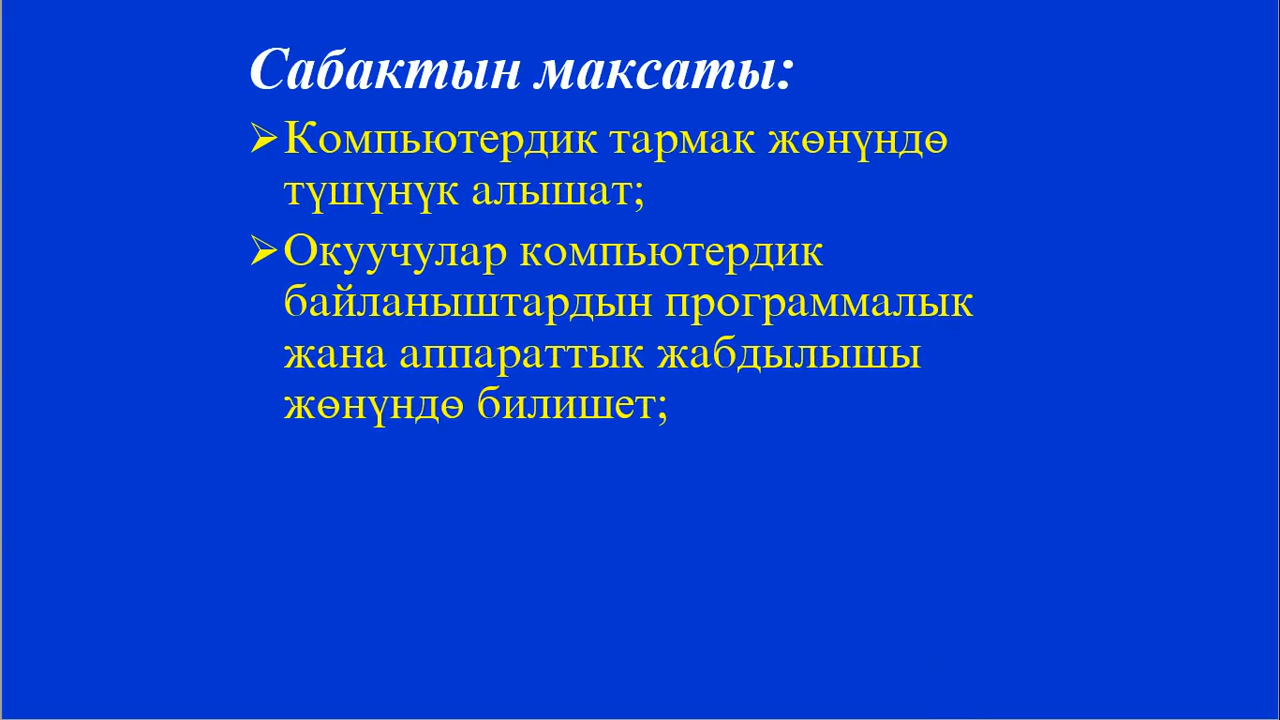 Сабактын максаты:
➢Компьютердик тармак жөнүндө
түшүнүк алышат;
➢Окуучулар компьютердик
байланыштардын программалык
жана аппараттык жабдылышы
жөнүндө билишет;